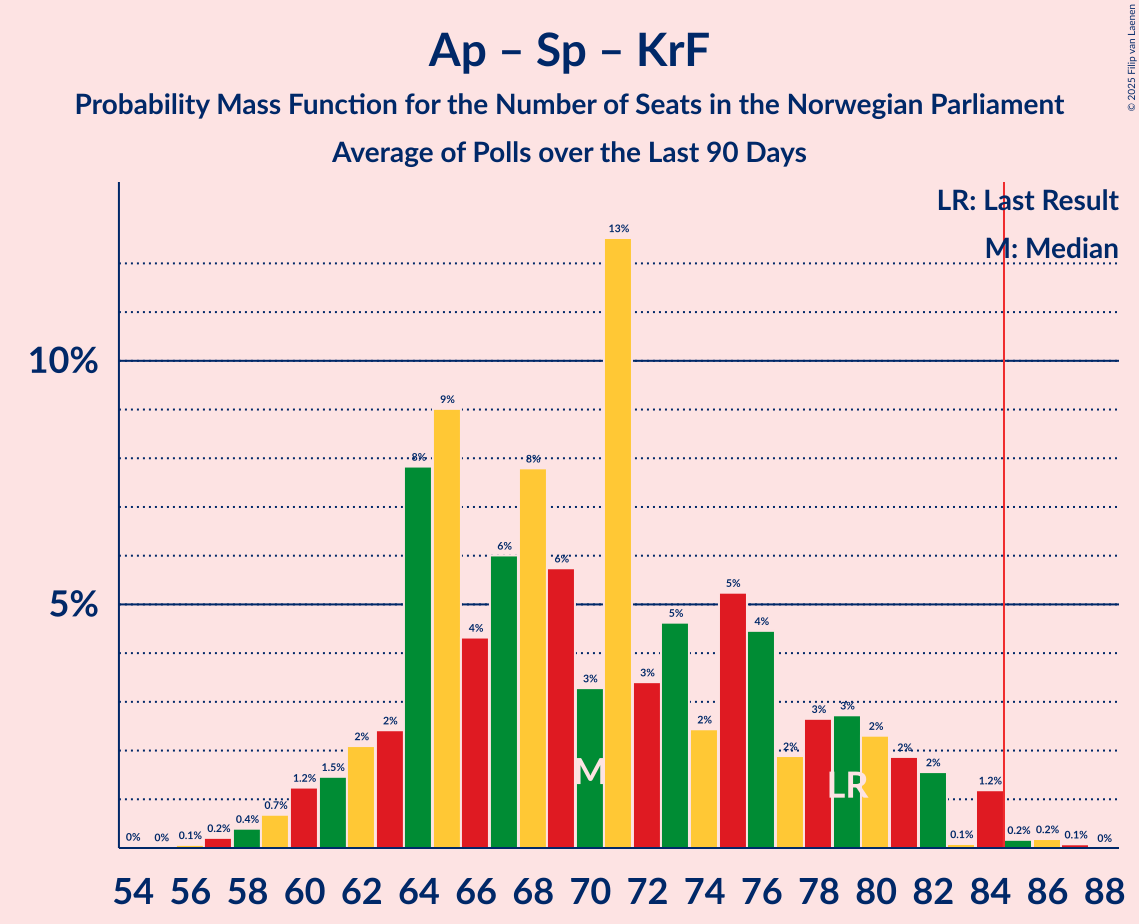 Ap – Sp – KrF
Probability Mass Function for the Number of Seats in the Norwegian Parliament
Average of Polls over the Last 90 Days
© 2025 Filip van Laenen
LR: Last Result
M: Median
10%
5%
0% 0% 0.1% 0.2% 0.4% 0.7% 1.2% 1.5% 2% 2% 8% 9% 4% 6% 8% 6% 3% 13% 3% 5% 2% 5% 4% 2% 3% 3% 2% 2% 2% 0.1% 1.2% 0.2% 0.2% 0.1% 0%
M
LR
54 56 58 60 62 64 66 68 70 72 74 76 78 80 82 84 86 88